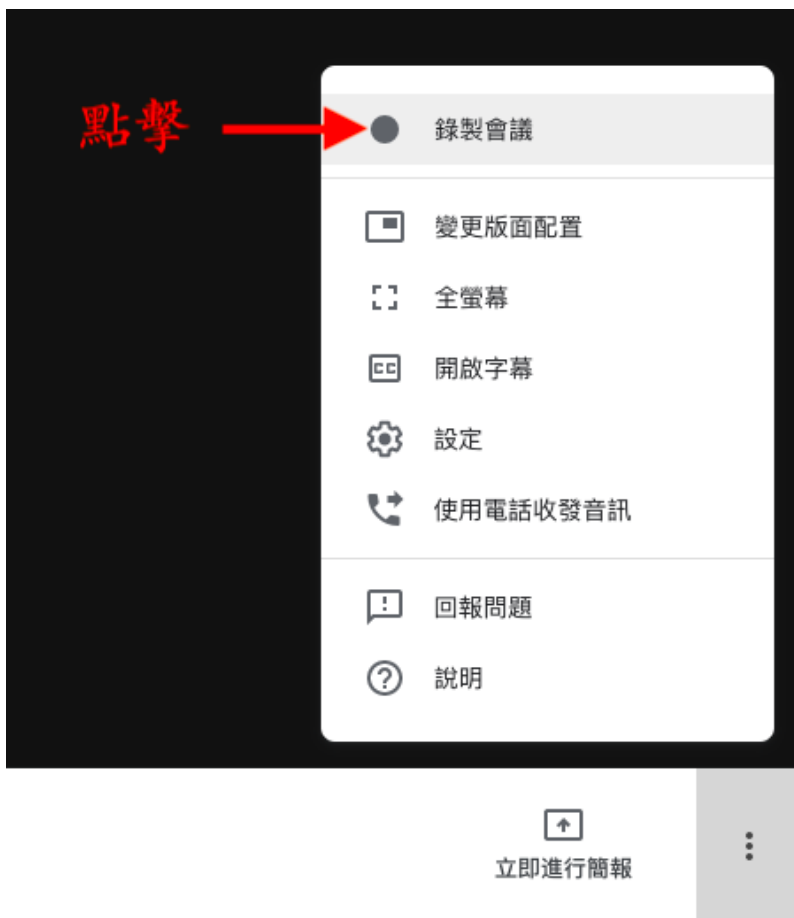 點擊
錄製會議
變更版面配置
全螢幕
開啟字幕
設定
使用電話收發音訊
回報問題
說明
立即進行簡報